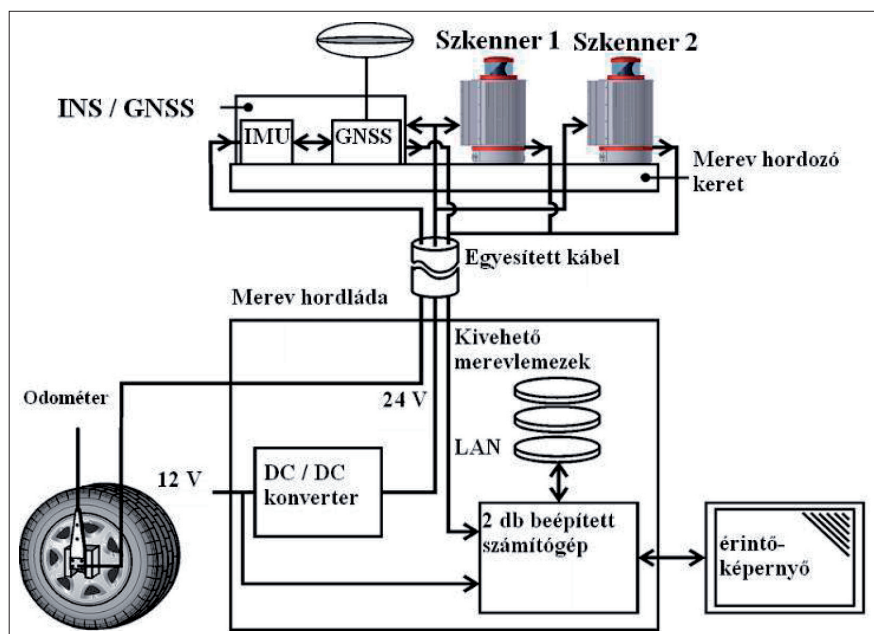 Szkenner 1
Szkenner 2
INS / GNSS
IMU
GNSS
Merev hordozó
keret
Egyesített kábel
Merev hordláda
Kivehető
merevlemezek
Odométer
24 V
LAN
12 V
DC / DC
konverter
2 db beépített
számítógép
érintő-
képernyő